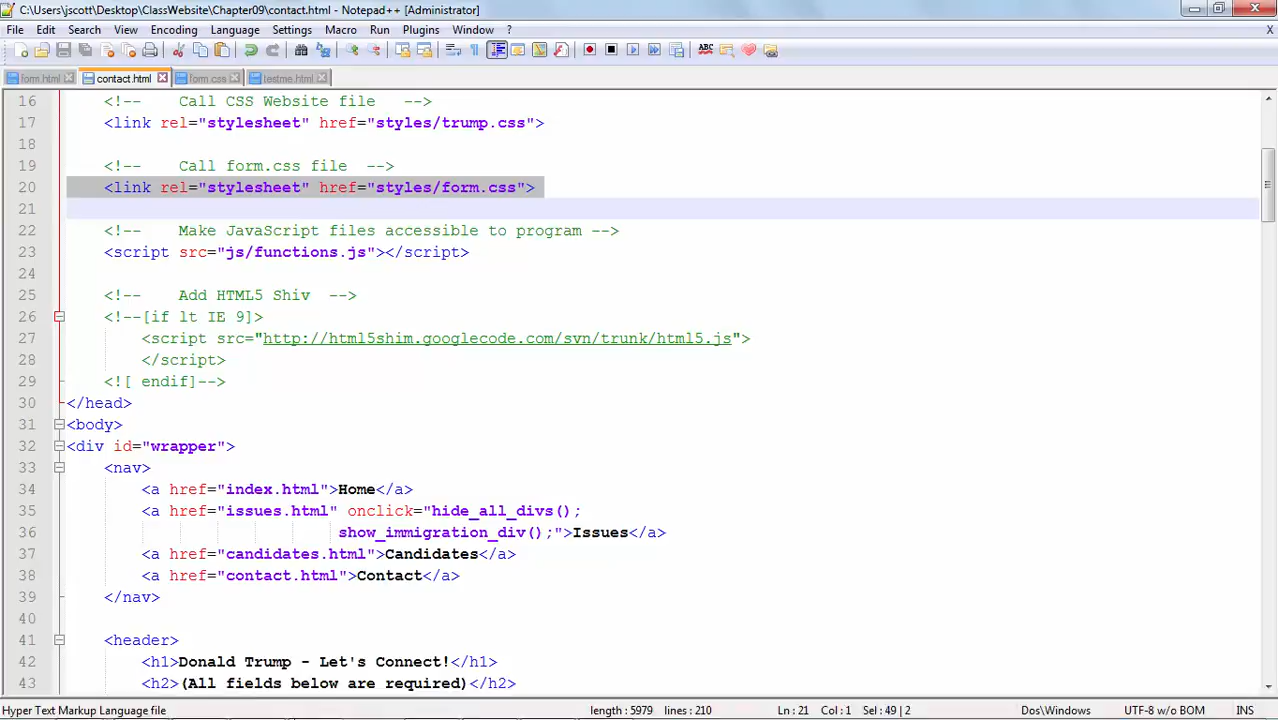 C:\Users\jscott\Desktop\ClassWebsite\Chapter09\contact.html - Notepad++ [Administrator]
File Edit Search View Encoding Language Settings Macro Run Plugins Window ? X
form.html contact.html form.css testme.html
16 <!-- Call CSS Website file -->
17 <link rel="stylesheet" href="styles/trump.css">
18
19 <!-- Call form.css file -->
20 <link rel="stylesheet" href="styles/form.css">
21
22 <!-- Make JavaScript files accessible to program -->
23 <script src="js/functions.js"></script>
24
25 <!-- Add HTML5 Shiv -->
26 <!--[if lt IE 9]>
27 <script src="http://html5shim.googlecode.com/svn/trunk/html5.js">
28 </script>
29 <![ endif]-->
30 </head>
31 <body>
32 <div id="wrapper">
33 <nav>
34 <a href="index.html">Home</a>
35 <a href="issues.html" onclick="hide_all_divs();
36 show_immigration_div();">Issues</a>
37 <a href="candidates.html">Candidates</a>
38 <a href="contact.html">Contact</a>
39 </nav>
40
41 <header>
42 <h1>Donald Trump - Let's Connect!</h1>
43 <h2>(All fields below are required)</h2>
Hyper Text Markup Language file length : 5979 lines : 210 Ln : 21 Col : 1 Sel : 49 | 2 Dos\Windows UTF-8 w/o BOM INS